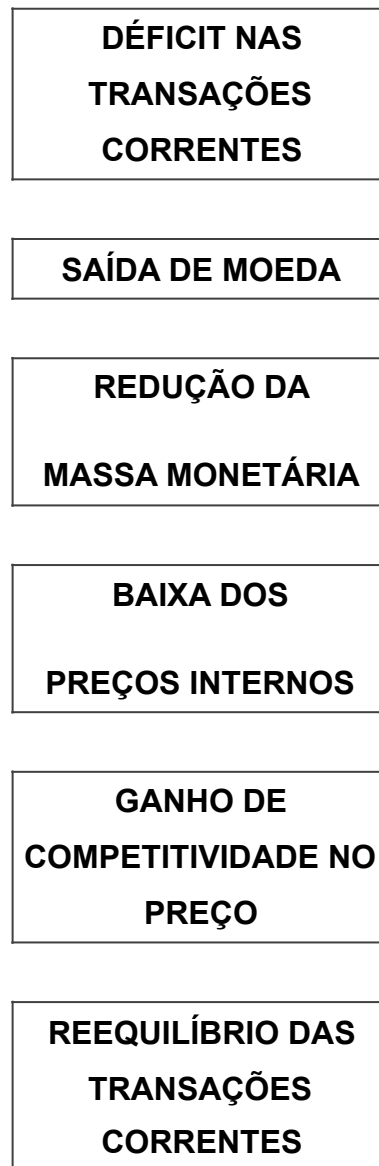 DÉFICIT NAS
TRANSAÇÕES
CORRENTES
SAÍDA DE MOEDA
REDUÇÃO DA
MASSA MONETÁRIA
BAIXA DOS
PREÇOS INTERNOS
GANHO DE
COMPETITIVIDADE NO
PREÇO
REEQUILÍBRIO DAS
TRANSAÇÕES
CORRENTES